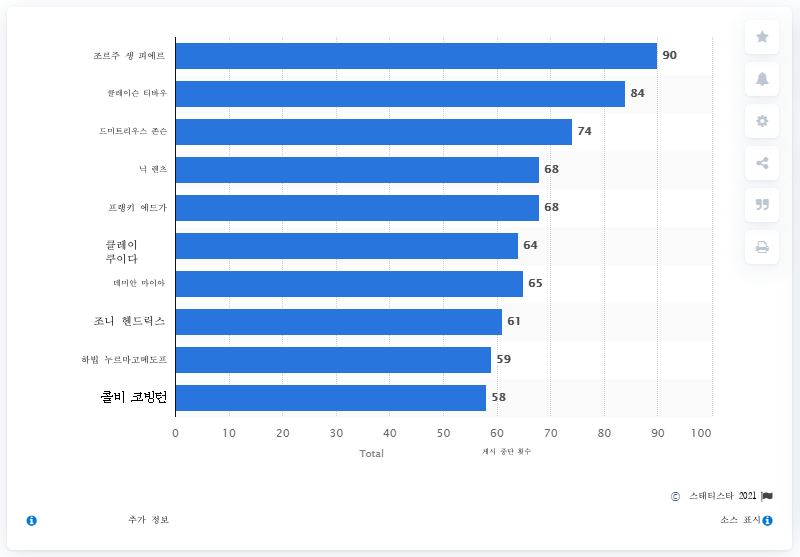 조르주 생 피에르 90
글레이슨 티바우 84
드미트리우스 존슨 74
닉 렌츠 68
프랭키 에드가 68
클레이 64
쿠이다
데미안 마이아 65
조니 헨드릭스 61
하빕 누르마고메도프 59
콜비 코빙턴 58
0 10 20 30 40 50 60 70 80 90 100
Total 게시 중단 횟수
© 스태티스타 2021
추가 정보 소스 표시